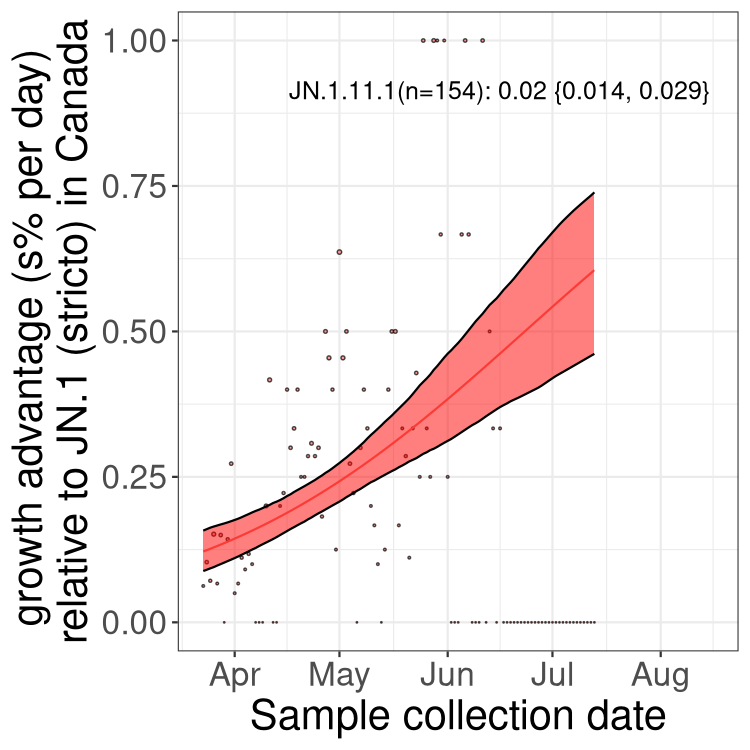 growth advantage (s% per day)
relative to JN.1 (stricto) in Canada
1.00
0.75
0.50
0.25
0.00
JN.1.11.1(n=154): 0.02 {0.014, 0.029}
Apr May Jun Jul Aug
Sample collection date